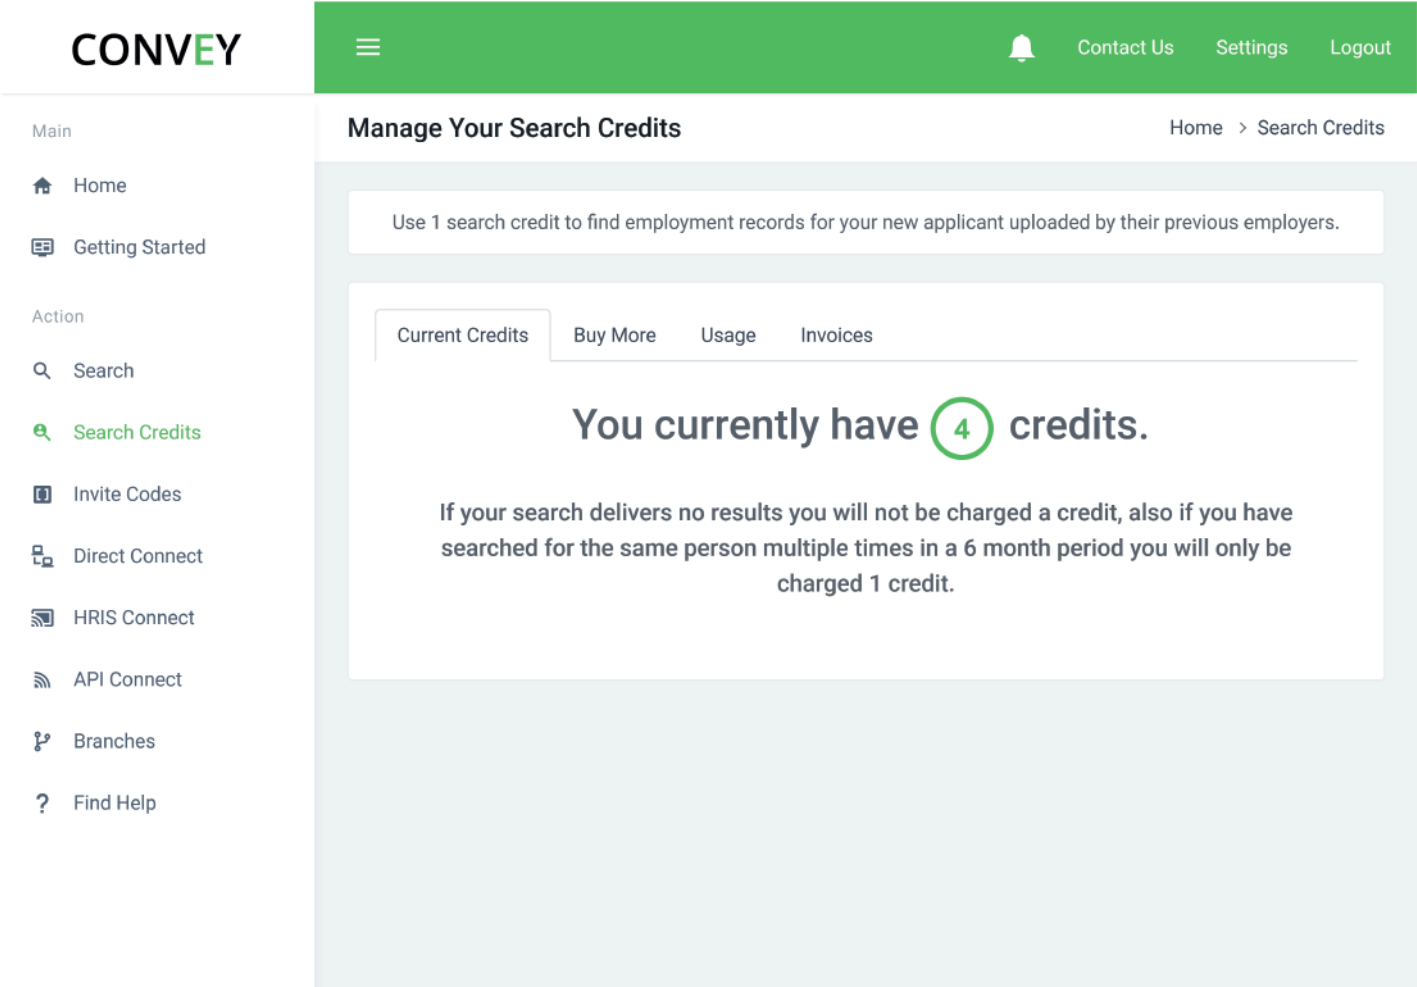 CONVEY
Contact Us
Settings
Logout
Main
Home
Getting Started
Action
Search
Search Credits
Invite Codes
Direct Connect
HRIS Connect
API Connect
Branches
Find Help
Manage Your Search Credits
Home > Search Credits
Use 1 search credit to find employment records for your new applicant uploaded by their previous employers.
Current Credits
Buy More
Usage
Invoices
You currently have 4 credits.
If your search delivers no results you will not be charged a credit, also if you have
searched for the same person multiple times in a 6 month period you will only be
charged 1 credit.